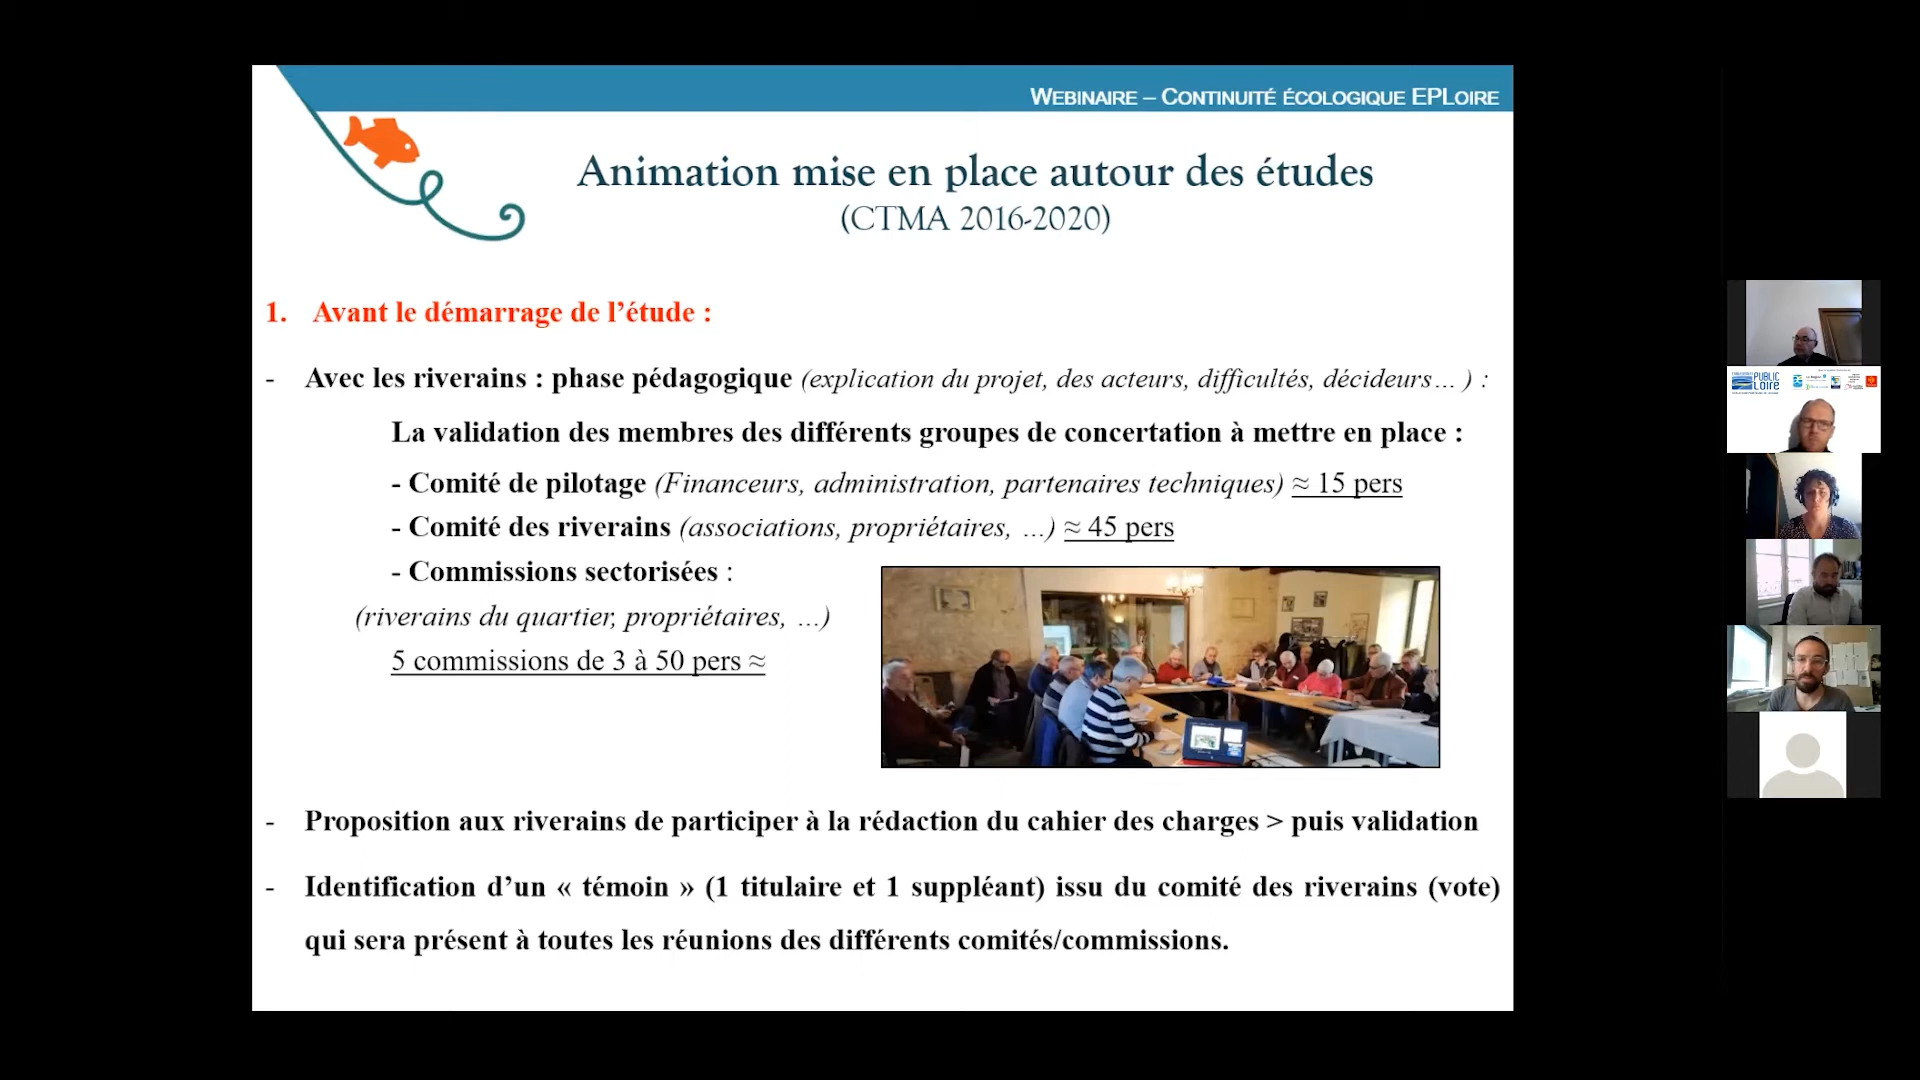 WEBINAIRE – CONTINUITÉ ÉCOLOGIQUE EPLOIRE
Animation mise en place autour des études
(CTMA 2016-2020)
1. Avant le démarrage de l’étude :
- Avec les riverains : phase pédagogique (explication du projet, des acteurs, difficultés, décideurs… ) :
La validation des membres des différents groupes de concertation à mettre en place :
- Comité de pilotage (Financeurs, administration, partenaires techniques) ≈ 15 pers
- Comité des riverains (associations, propriétaires, …) ≈ 45 pers
- Commissions sectorisées :
(riverains du quartier, propriétaires, …)
5 commissions de 3 à 50 pers ≈
- Proposition aux riverains de participer à la rédaction du cahier des charges > puis validation
- Identification d’un « témoin » (1 titulaire et 1 suppléant) issu du comité des riverains (vote)
qui sera présent à toutes les réunions des différents comités/commissions.
PUBLIC
LOIRE